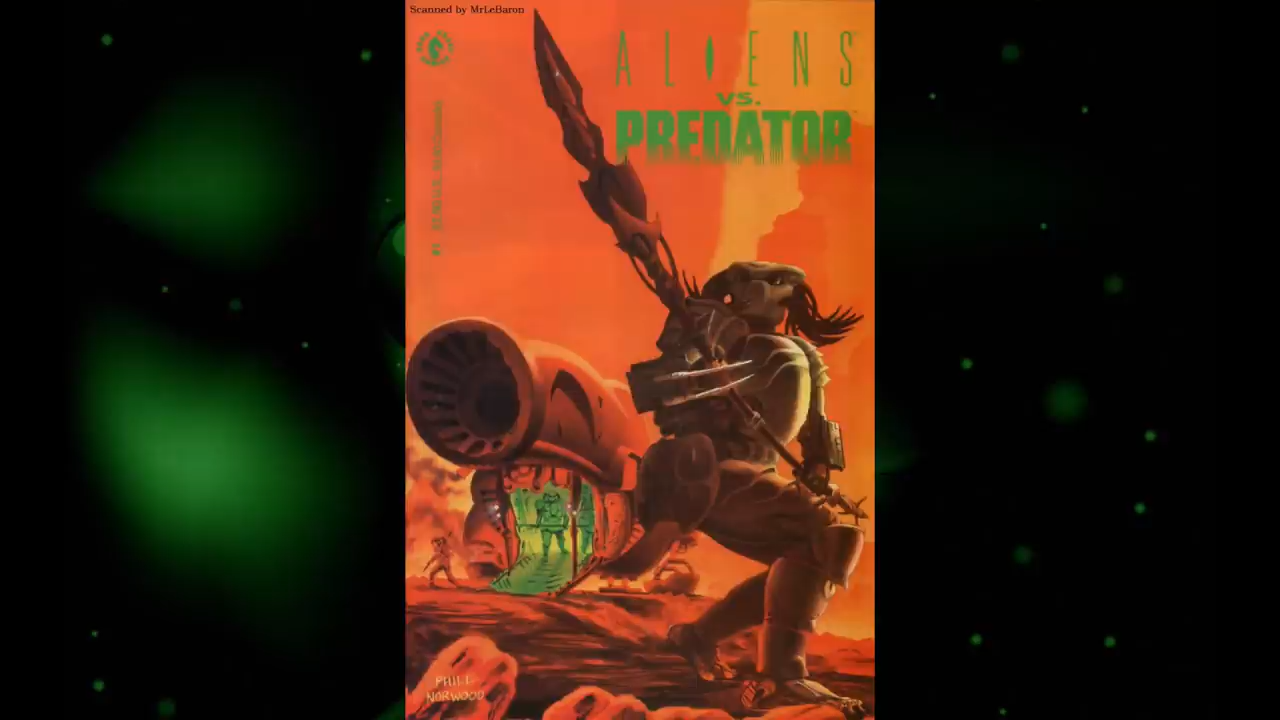 Scanned by MrLeBaron
ALIENS
VS.
PREDATOR
PHILL
NORWOOD